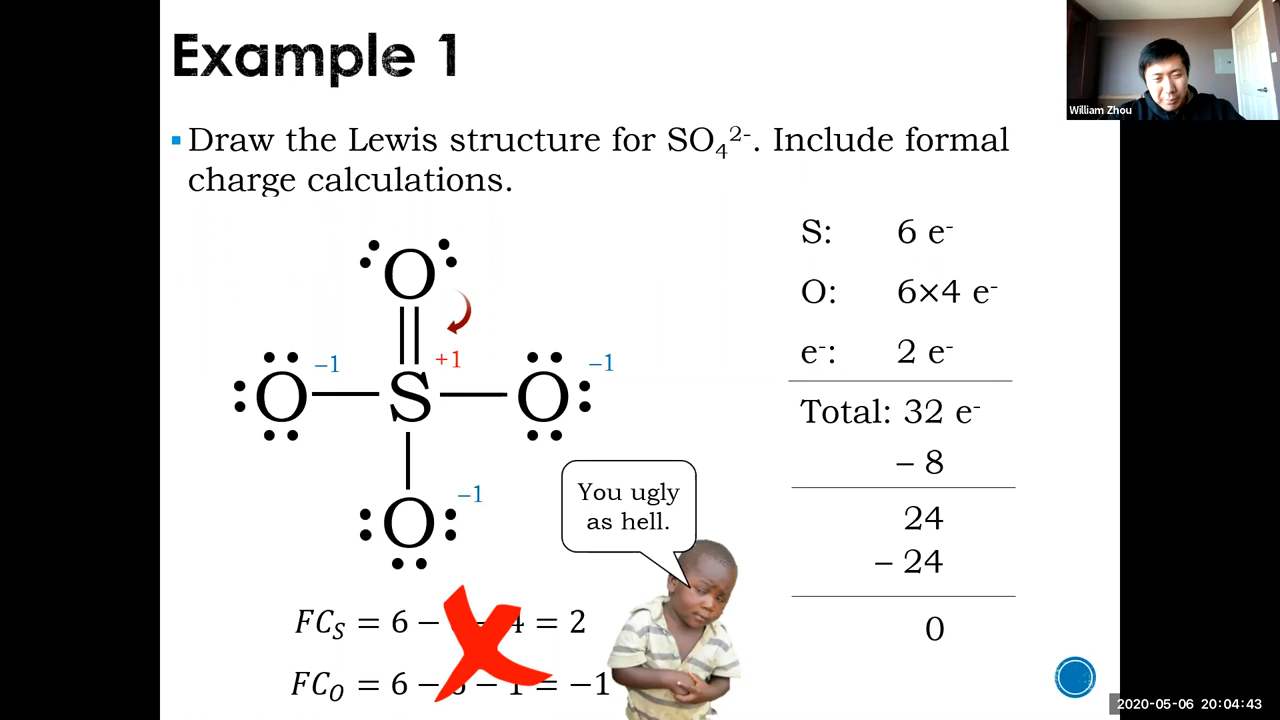 Example 1
William Zhou
Draw the Lewis structure for SO₄²⁻. Include formal
charge calculations.
S: 6 e⁻
O: 6×4 e⁻
e⁻: 2 e⁻
Total: 32 e⁻
– 8
24
– 24
0
O
–1 +1 –1
O S O
–1
O
You ugly
as hell.
FC_S = 6 – 4 = 2
FC_O = 6 – – 1 = –1
2020-05-06 20:04:43